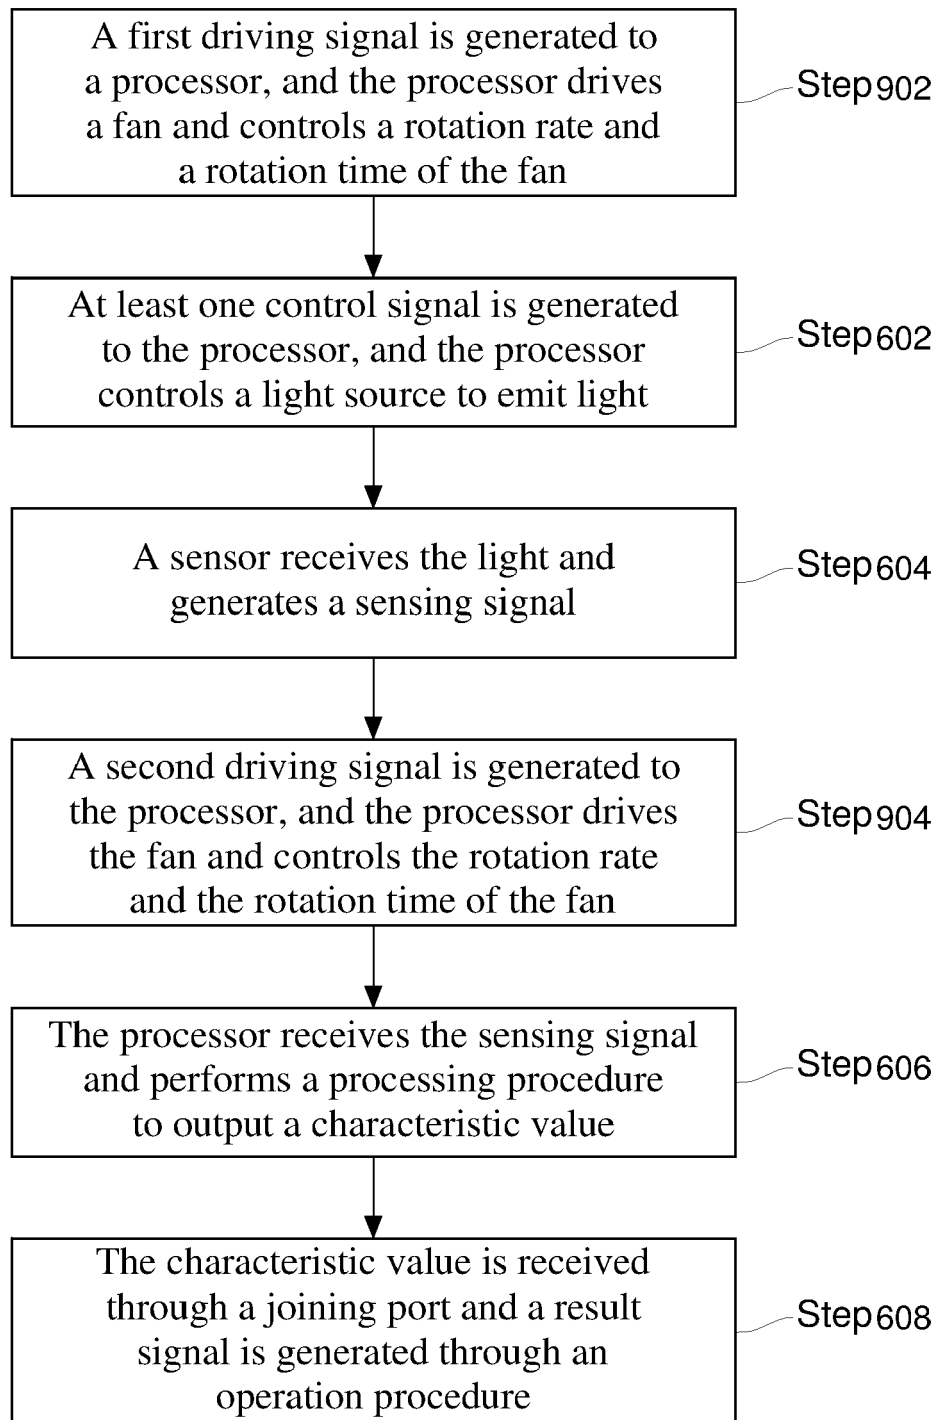 A first driving signal is generated to
a processor, and the processor drives
a fan and controls a rotation rate and
a rotation time of the fan
Step902
At least one control signal is generated
to the processor, and the processor
controls a light source to emit light
Step602
A sensor receives the light and
generates a sensing signal
Step604
A second driving signal is generated to
the processor, and the processor drives
the fan and controls the rotation rate
and the rotation time of the fan
Step904
The processor receives the sensing signal
and performs a processing procedure
to output a characteristic value
Step606
The characteristic value is received
through a joining port and a result
signal is generated through an
operation procedure
Step608